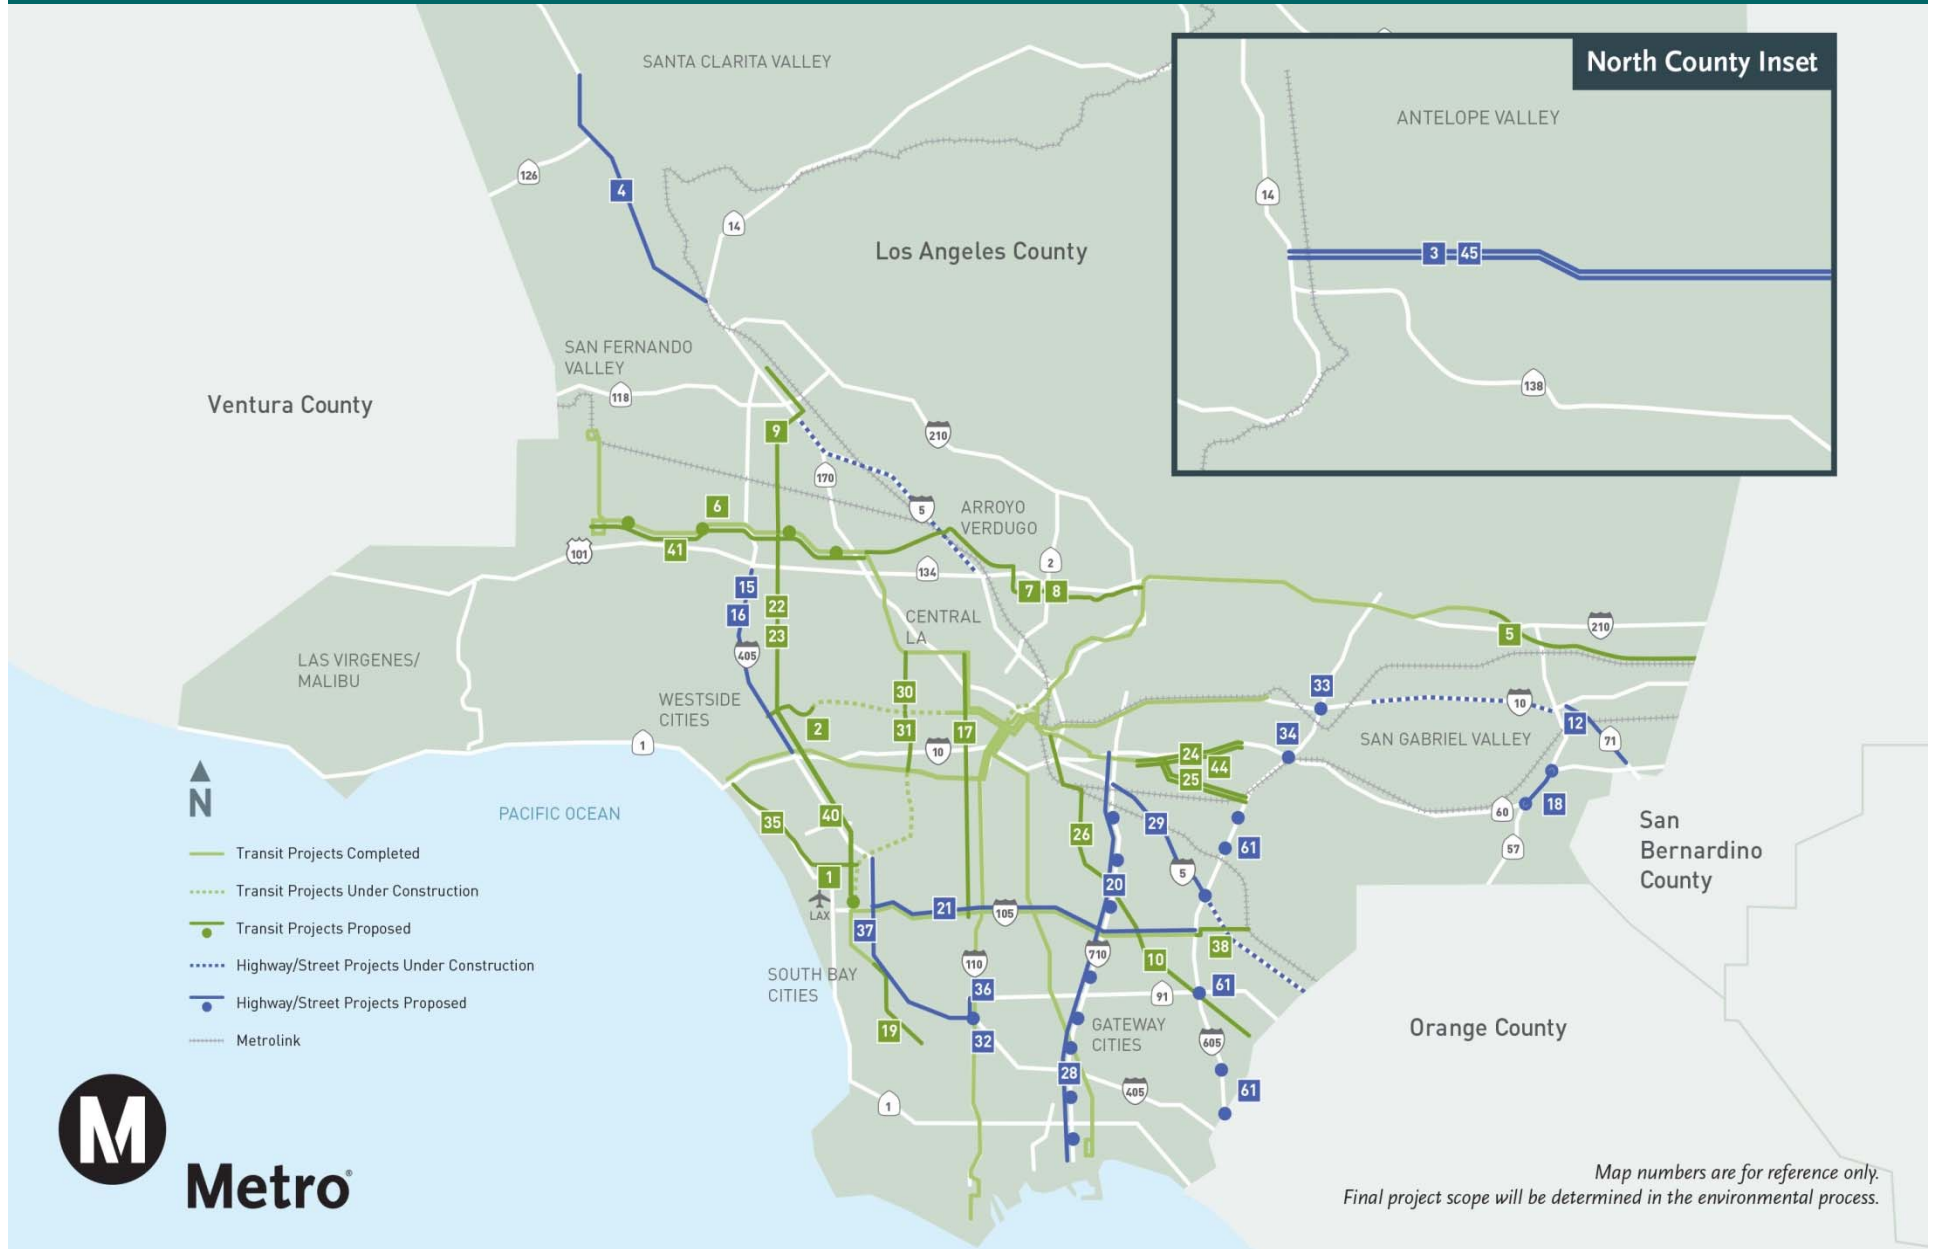 North County Inset
SANTA CLARITA VALLEY
ANTELOPE VALLEY
126
4
14
14
Los Angeles County
3
45
SAN FERNANDO
VALLEY
Ventura County
118
138
9
210
170
6
5
ARROYO
VERDUGO
41
101
134
2
15
7
8
16
22
CENTRAL
LA
23
5
210
405
LAS VIRGENES/
MALIBU
WESTSIDE
CITIES
30
33
10
2
31
17
12
1
10
34
SAN GABRIEL VALLEY
71
24
44
25
N
PACIFIC OCEAN
35
40
26
29
60
18
San
Bernardino
County
61
57
Transit Projects Completed
1
5
20
Transit Projects Under Construction
LAX
21
105
Transit Projects Proposed
37
38
710
10
Highway/Street Projects Under Construction
110
SOUTH BAY
CITIES
36
91
61
Highway/Street Projects Proposed
19
32
GATEWAY
CITIES
605
Orange County
Metrolink
28
405
61
1
M
Metro®
Map numbers are for reference only.
Final project scope will be determined in the environmental process.